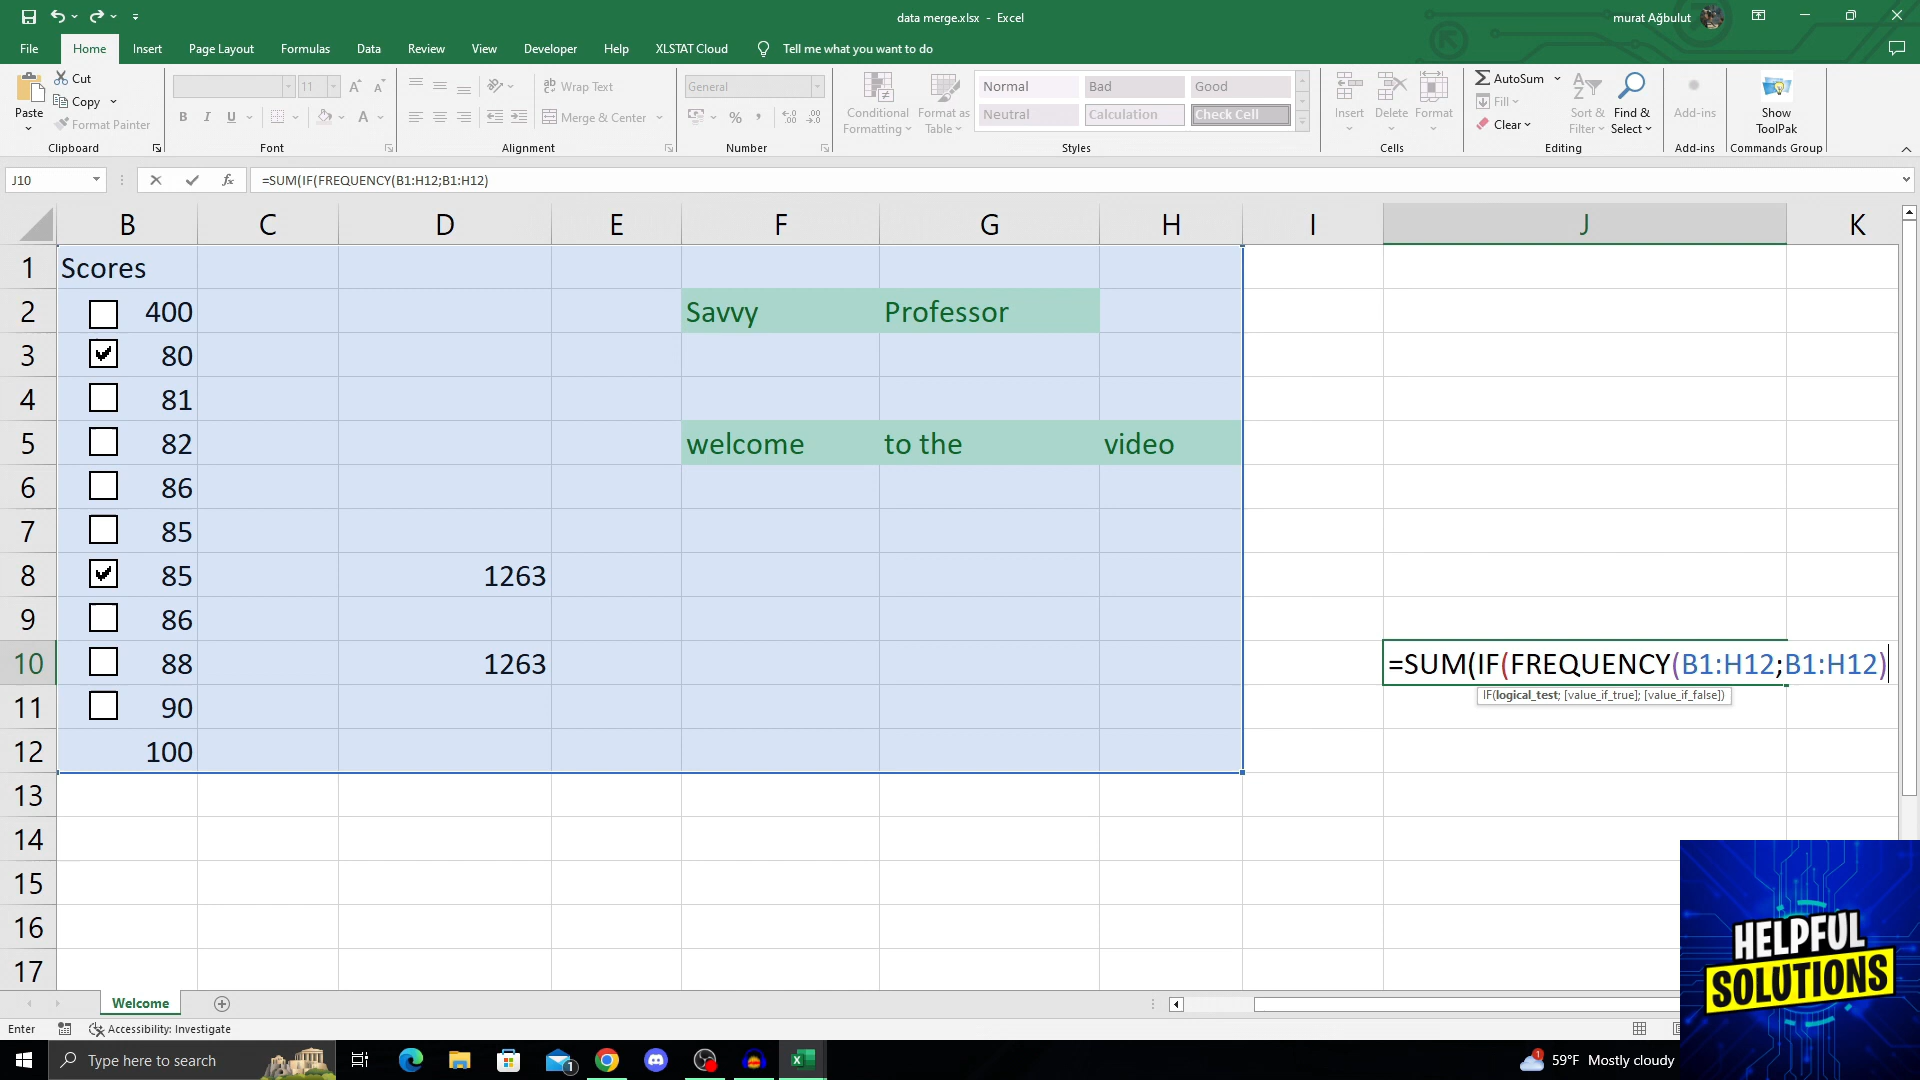 data merge.xlsx - Excel
murat Ağbulut
File Home Insert Page Layout Formulas Data Review View Developer Help XLSTAT Cloud Tell me what you want to do
Paste
Cut
Copy
Format Painter
Clipboard
11 A A
B I U A
Font
Wrap Text
Merge & Center
Alignment
General
%
Number
Conditional
Formatting
Format as
Table
Normal Bad Good
Neutral Calculation Check Cell
Styles
Insert Delete Format
Cells
AutoSum
Fill
Clear
Sort &
Filter
Find &
Select
Editing
Add-ins
Add-ins
Show
ToolPak
Commands Group
J10
fx
=SUM(IF(FREQUENCY(B1:H12;B1:H12)
B C D E F G H I J K
1 Scores
2 400 Savvy Professor
3 80
4 81
5 82 welcome to the video
6 86
7 85
8 85 1263
9 86
10 88 1263 =SUM(IF(FREQUENCY(B1:H12;B1:H12)
IF(logical_test; [value_if_true]; [value_if_false])
11 90
12 100
13
14
15
16
17
HELPFUL
SOLUTIONS
Welcome
Enter Accessibility: Investigate
Type here to search
1
1
59°F Mostly cloudy